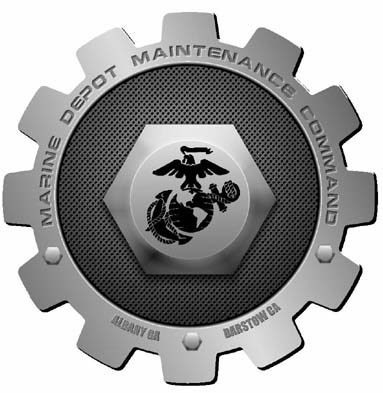 MARINE DEPOT MAINTENANCE COMMAND
ALBANY GA
BARSTOW CA